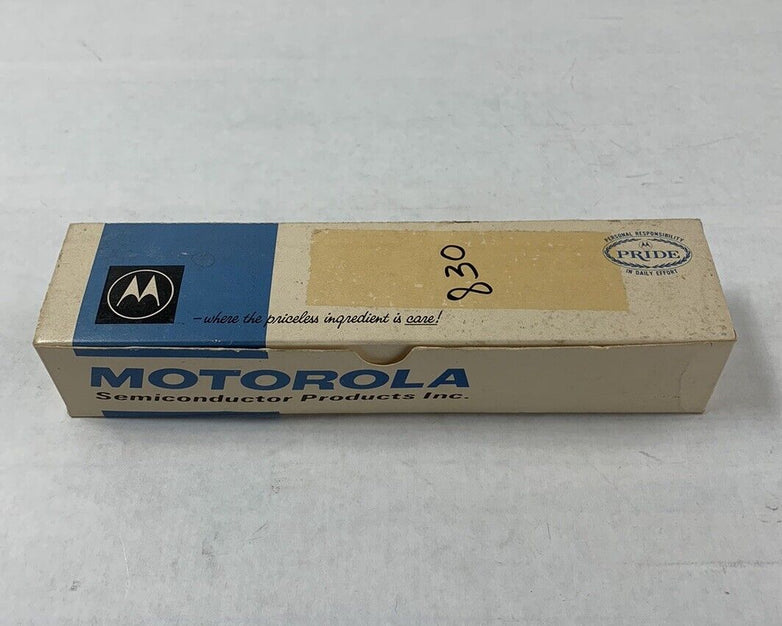 PERSONAL RESPONSIBILITY
PRIDE
IN DAILY EFFORT
830
—where the priceless ingredient is care!
MOTOROLA
Semiconductor Products Inc.